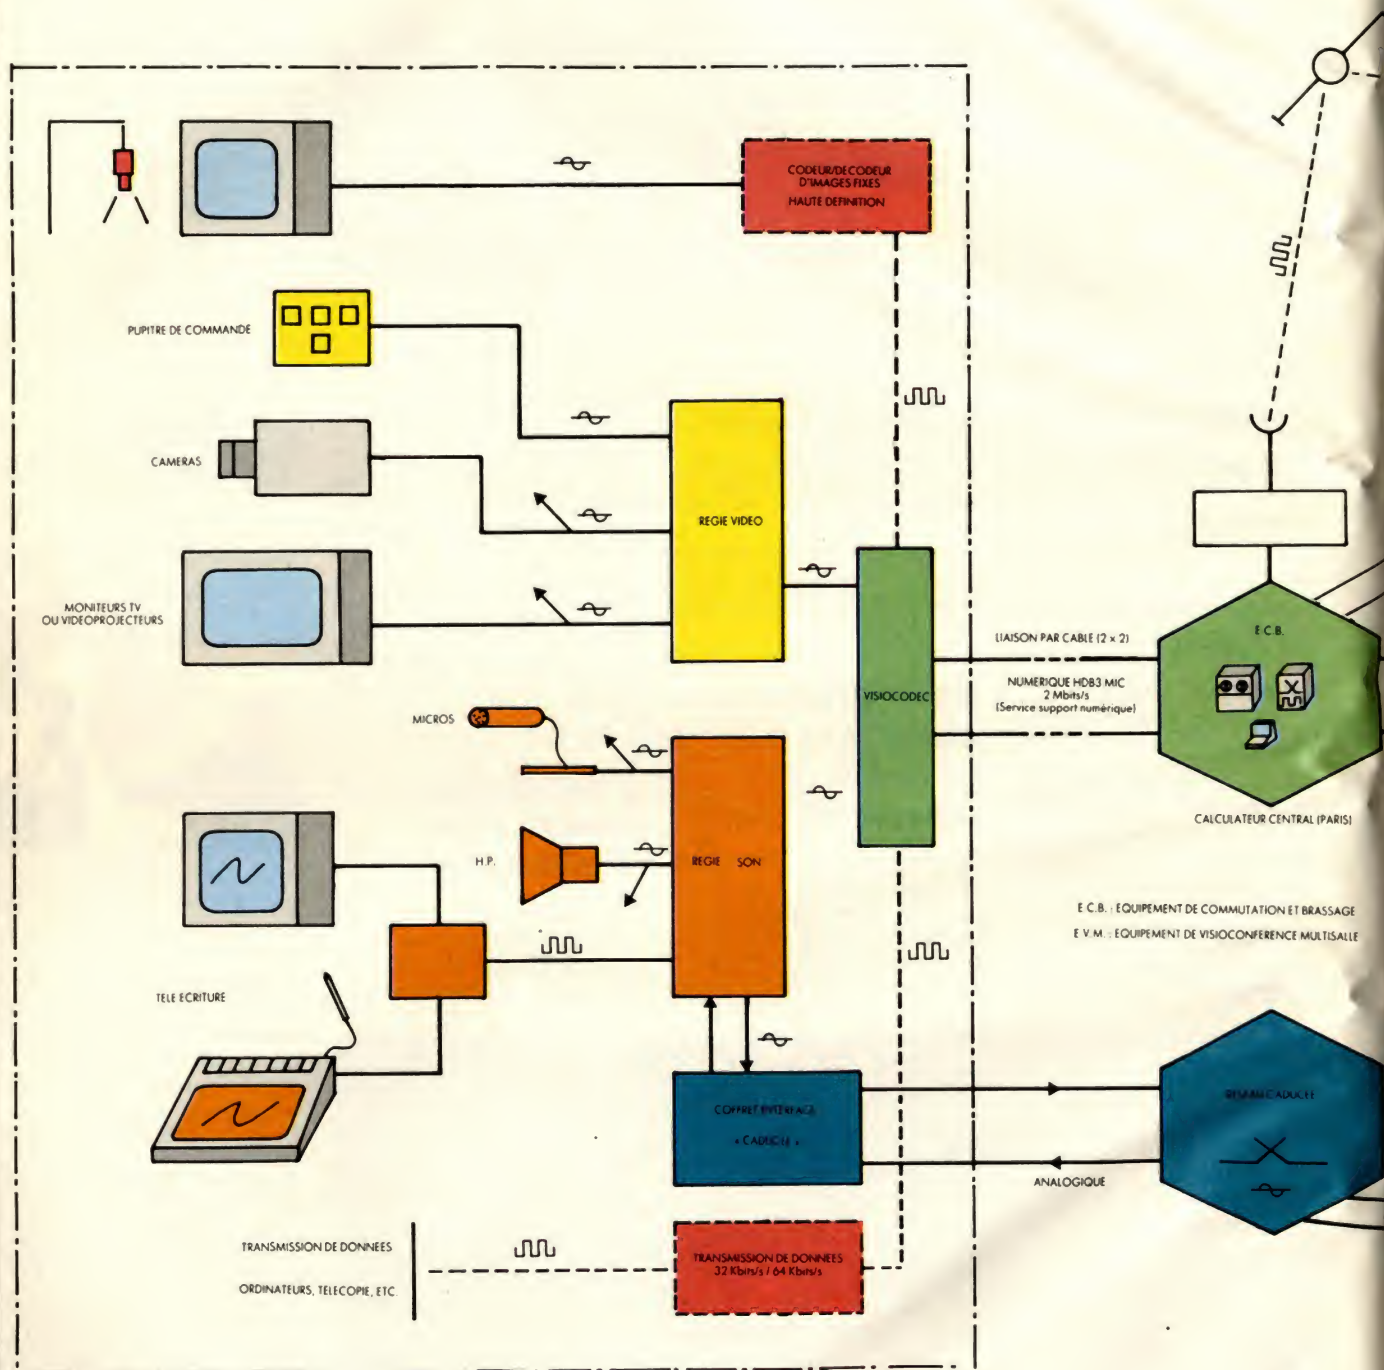 CODEUR/DECODEUR
D'IMAGES FIXES
HAUTE DEFINITION
PUPITRE DE COMMANDE
CAMERAS
REGIE VIDEO
MONITEURS TV
OU VIDEOPROJECTEURS
E.C.B.
LIAISON PAR CABLE (2 x 2)
NUMERIQUE HDB3 MIC
2 Mbits/s
(Service support numérique)
VISIOCODEC
MICROS
CALCULATEUR CENTRAL (PARIS)
H.P.
REGIE SON
E.C.B. : EQUIPEMENT DE COMMUTATION ET BRASSAGE
E.V.M. : EQUIPEMENT DE VISIOCONFERENCE MULTISALLE
TELE ECRITURE
COFFRET INTERFACE
« CADUCEE »
RESEAU CADUCEE
ANALOGIQUE
TRANSMISSION DE DONNEES
ORDINATEURS, TELECOPIE, ETC.
TRANSMISSION DE DONNEES
32 Kbits/s / 64 Kbits/s